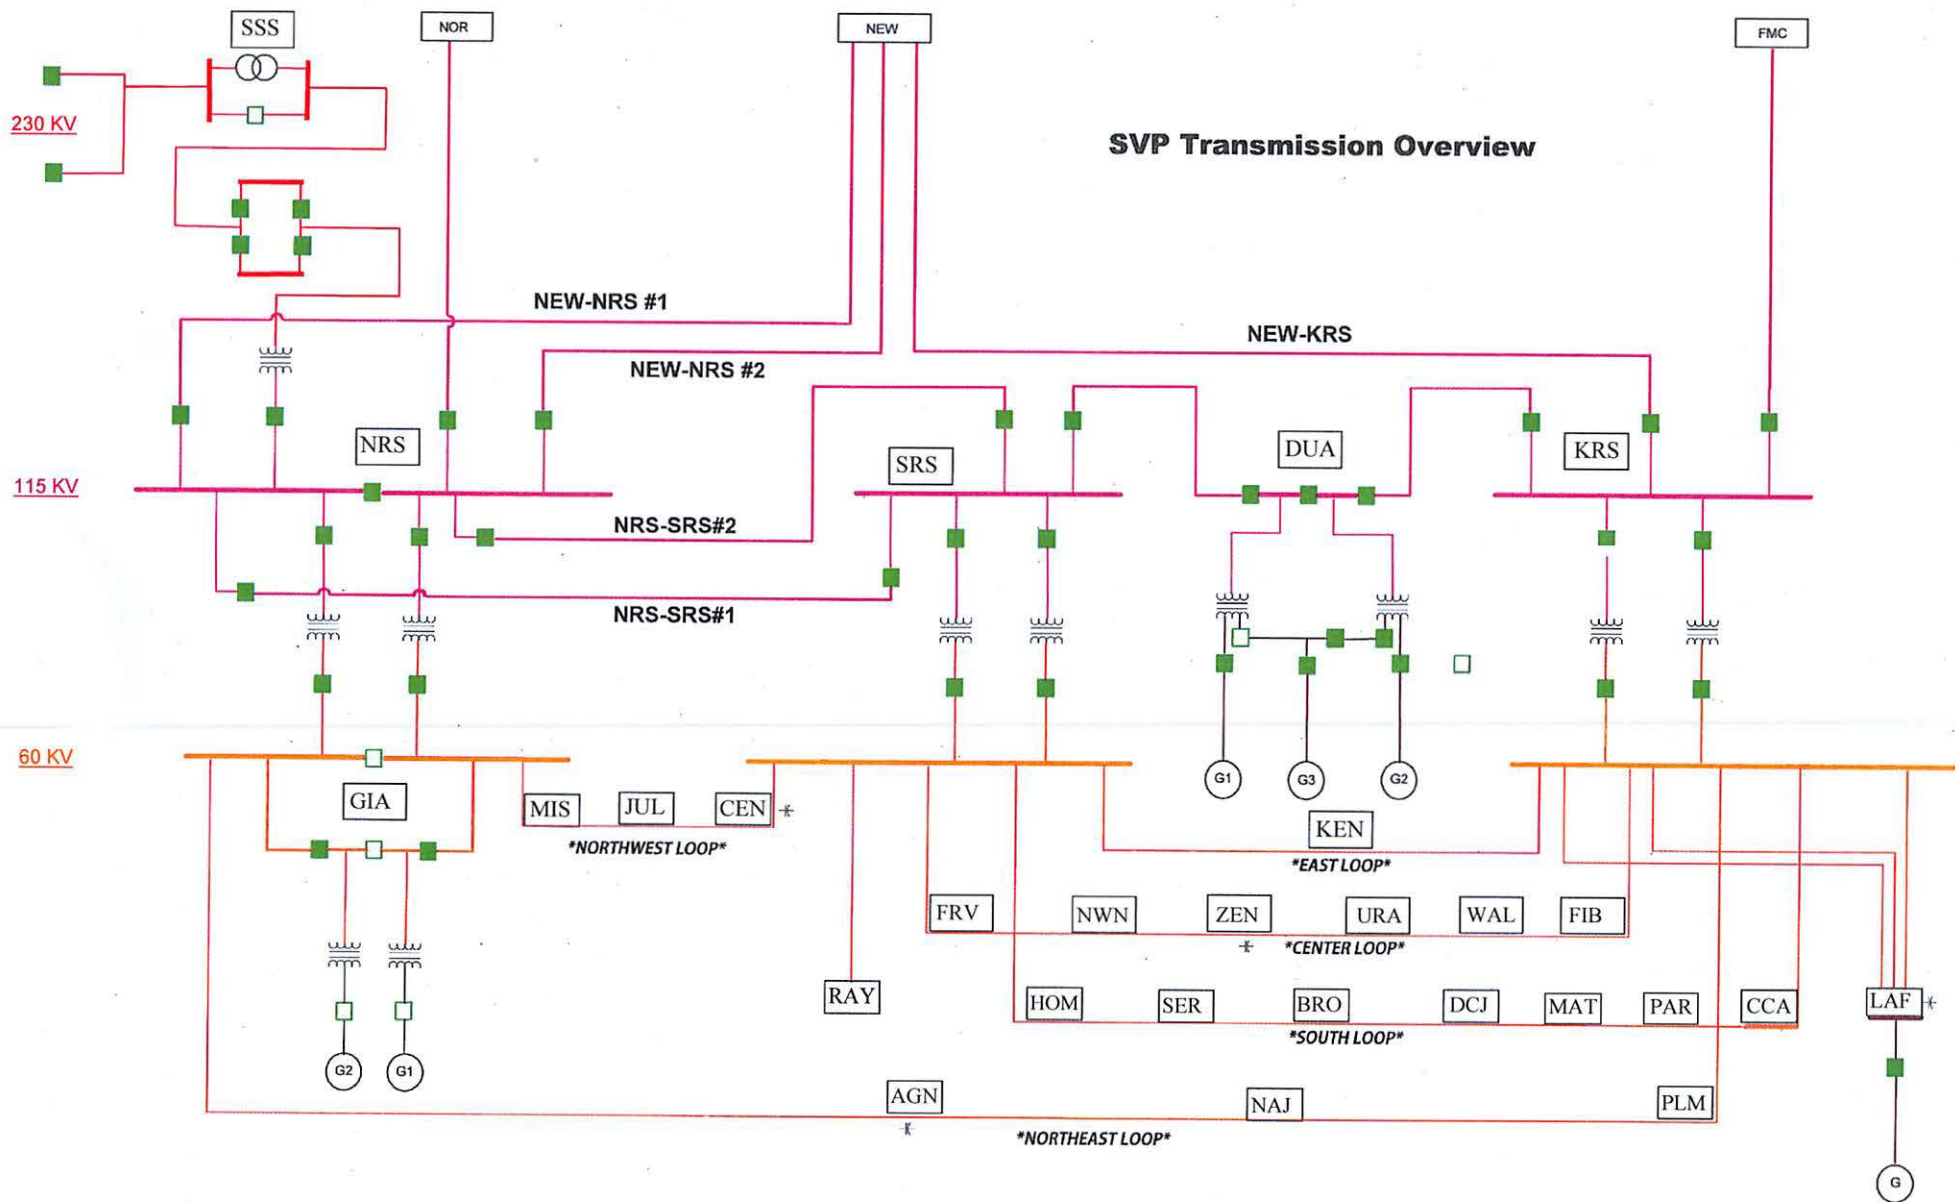 SSS
NOR
NEW
FMC
230 KV
SVP Transmission Overview
NEW-NRS #1
NEW-KRS
NEW-NRS #2
NRS
SRS
DUA
KRS
115 KV
NRS-SRS#2
NRS-SRS#1
60 KV
GIA
MIS
JUL
CEN
*NORTHWEST LOOP*
G1
G3
G2
KEN
*EAST LOOP*
FRV
NWN
ZEN
URA
WAL
FIB
*CENTER LOOP*
RAY
HOM
SER
BRO
DCJ
MAT
PAR
CCA
LAF
*SOUTH LOOP*
G2
G1
AGN
NAJ
PLM
*NORTHEAST LOOP*
G